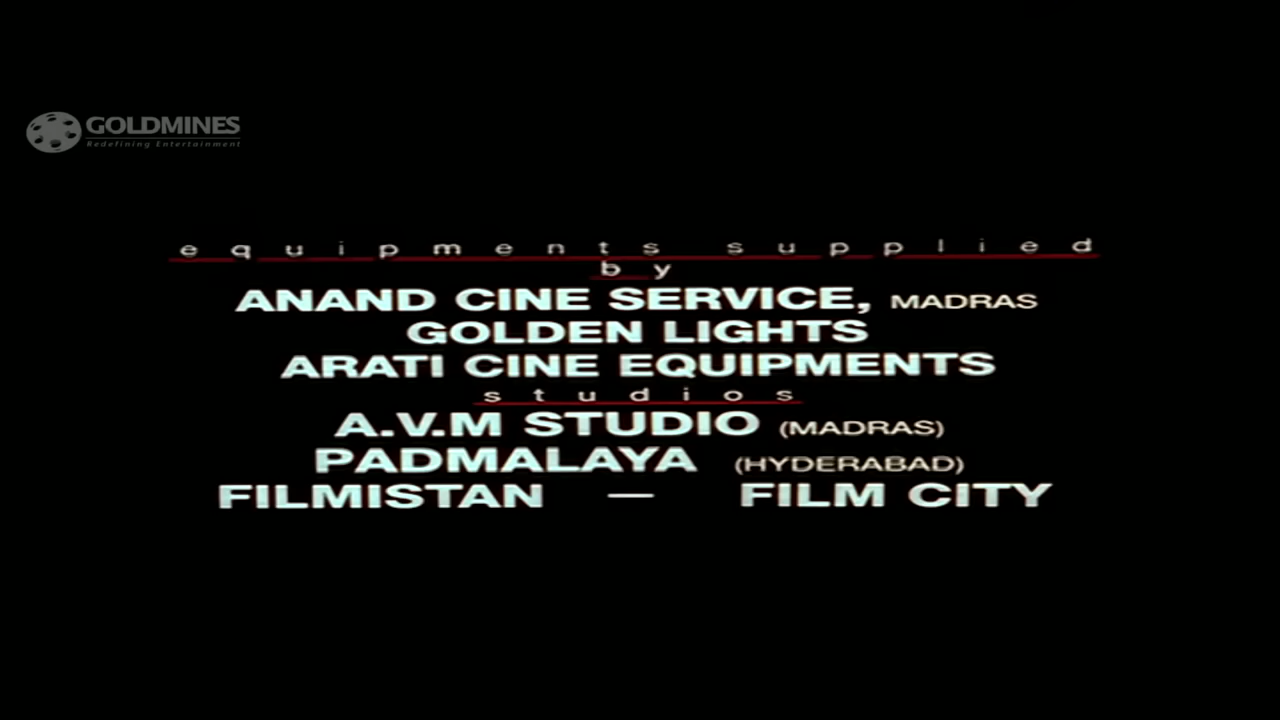 GOLDMINES
Redefining Entertainment
equipments supplied
by
ANAND CINE SERVICE, MADRAS
GOLDEN LIGHTS
ARATI CINE EQUIPMENTS
studios
A.V.M STUDIO (MADRAS)
PADMALAYA (HYDERABAD)
FILMISTAN — FILM CITY